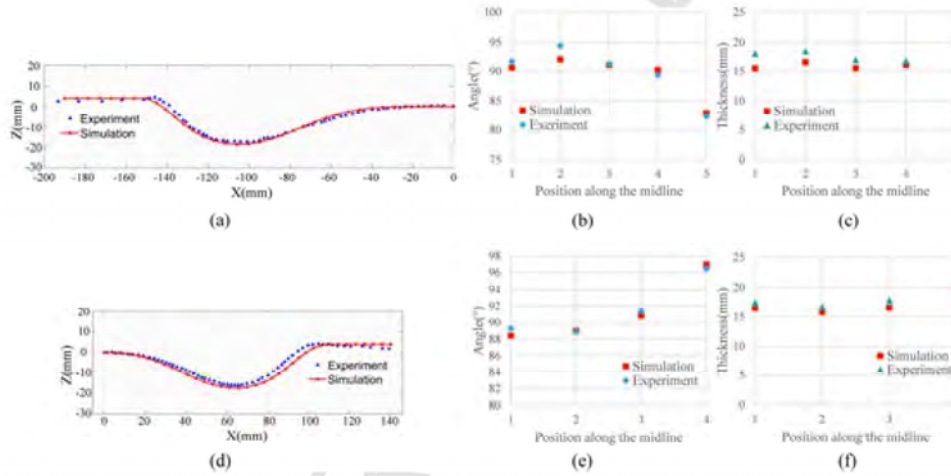 20
10
0
-10
-20
-30
Z(mm)
Experiment
Simulation
-200 -180 -160 -140 -120 -100 -80 -60 -40 -20 0
X(mm)
(a)
100
95
90
85
80
75
Angle(°)
Simulation
Experiment
1 2 3 4 5
Position along the midline
(b)
25
20
15
10
5
0
Thickness(mm)
Simulation
Experiment
1 2 3 4
Position along the midline
(c)
20
10
0
-10
-20
-30
Z(mm)
Experiment
Simulation
0 20 40 60 80 100 120 140
X(mm)
(d)
98
96
94
92
90
88
86
84
82
80
Angle(°)
Simulation
Experiment
1 2 3 4
Position along the midline
(e)
25
20
15
10
5
0
Thickness(mm)
Simulation
Experiment
1 2 3
Position along the midline
(f)